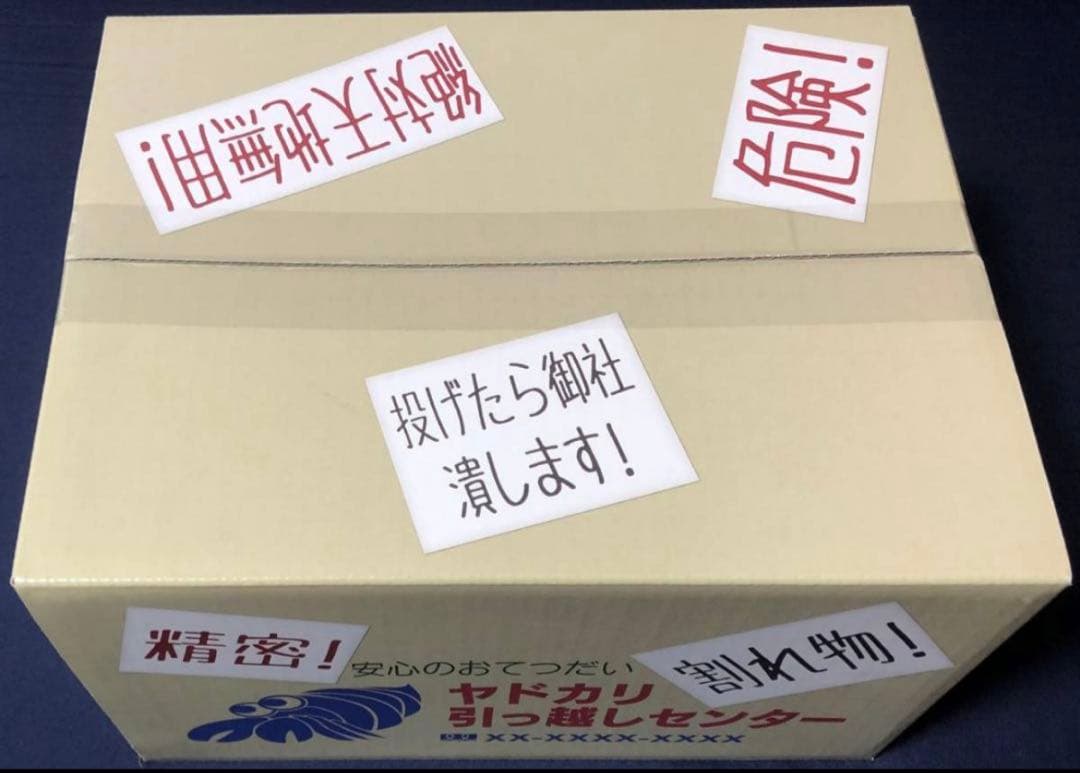 絶対天地無用!
危険!
投げたら御社
潰します!
精密!
割れ物!
安心のおてつだい
ヤドカリ
引っ越しセンター
XX-XXXX-XXXX